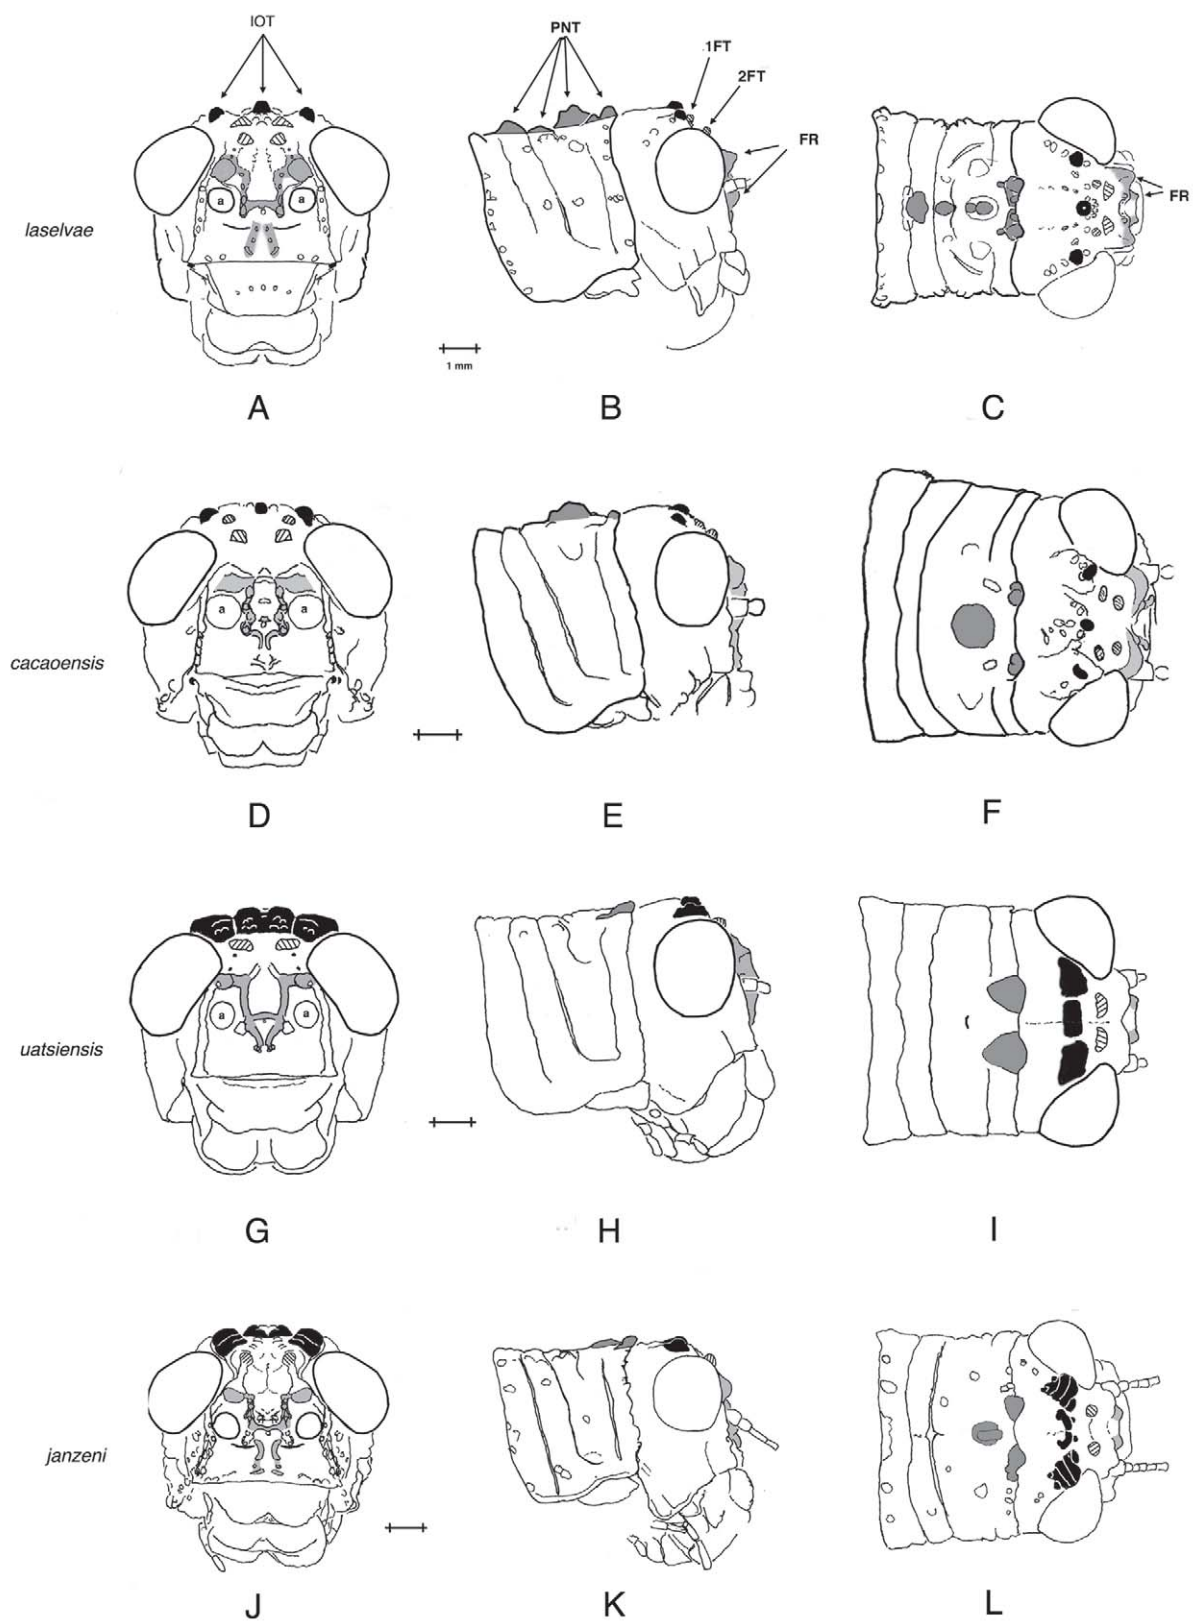 IOT
PNT
1FT
2FT
FR
FR
a a
laselvae
1 mm
A B C
a a
cacaoensis
D E F
a a
uatsiensis
G H I
janzeni
J K L